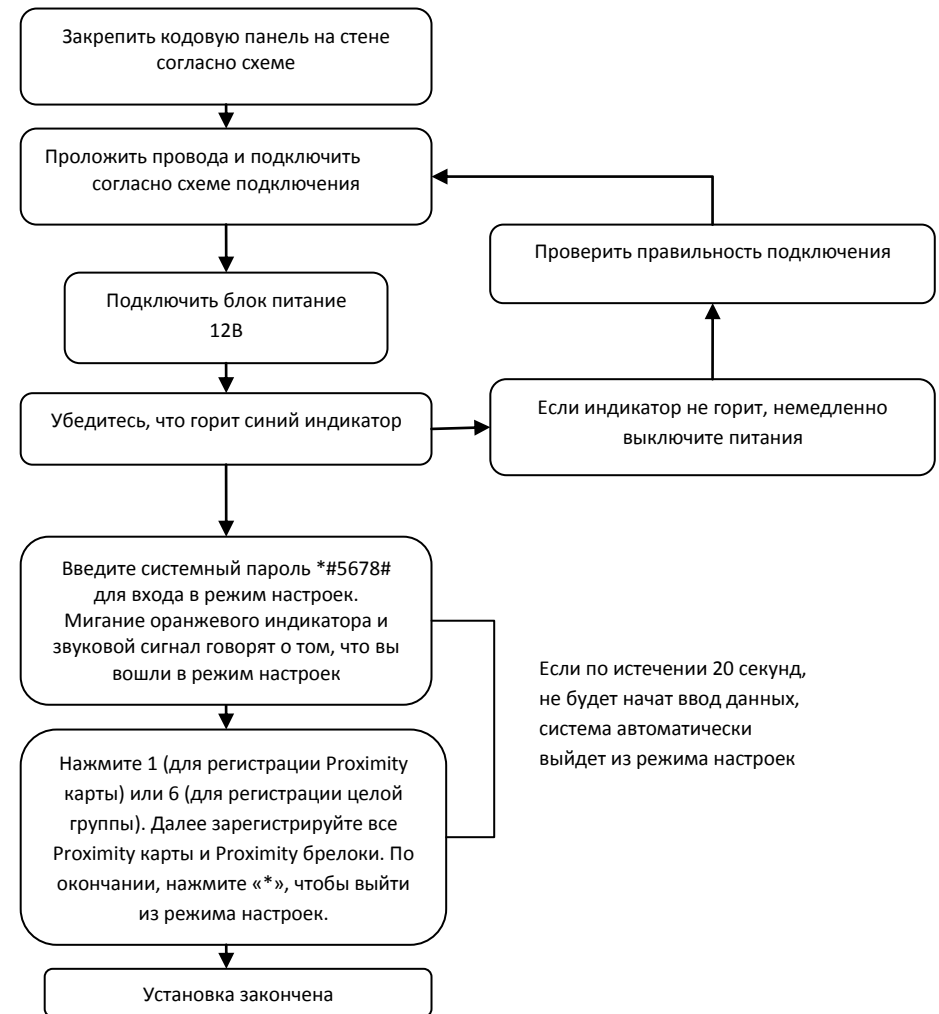 Закрепить кодовую панель на стене
согласно схеме
Проложить провода и подключить
согласно схеме подключения
Проверить правильность подключения
Подключить блок питание
12В
Убедитесь, что горит синий индикатор
Если индикатор не горит, немедленно
выключите питания
Введите системный пароль *#5678#
для входа в режим настроек.
Мигание оранжевого индикатора и
звуковой сигнал говорят о том, что вы
вошли в режим настроек
Если по истечении 20 секунд,
не будет начат ввод данных,
система автоматически
выйдет из режима настроек
Нажмите 1 (для регистрации Proximity
карты) или 6 (для регистрации целой
группы). Далее зарегистрируйте все
Proximity карты и Proximity брелоки. По
окончании, нажмите «*», чтобы выйти
из режима настроек.
Установка закончена